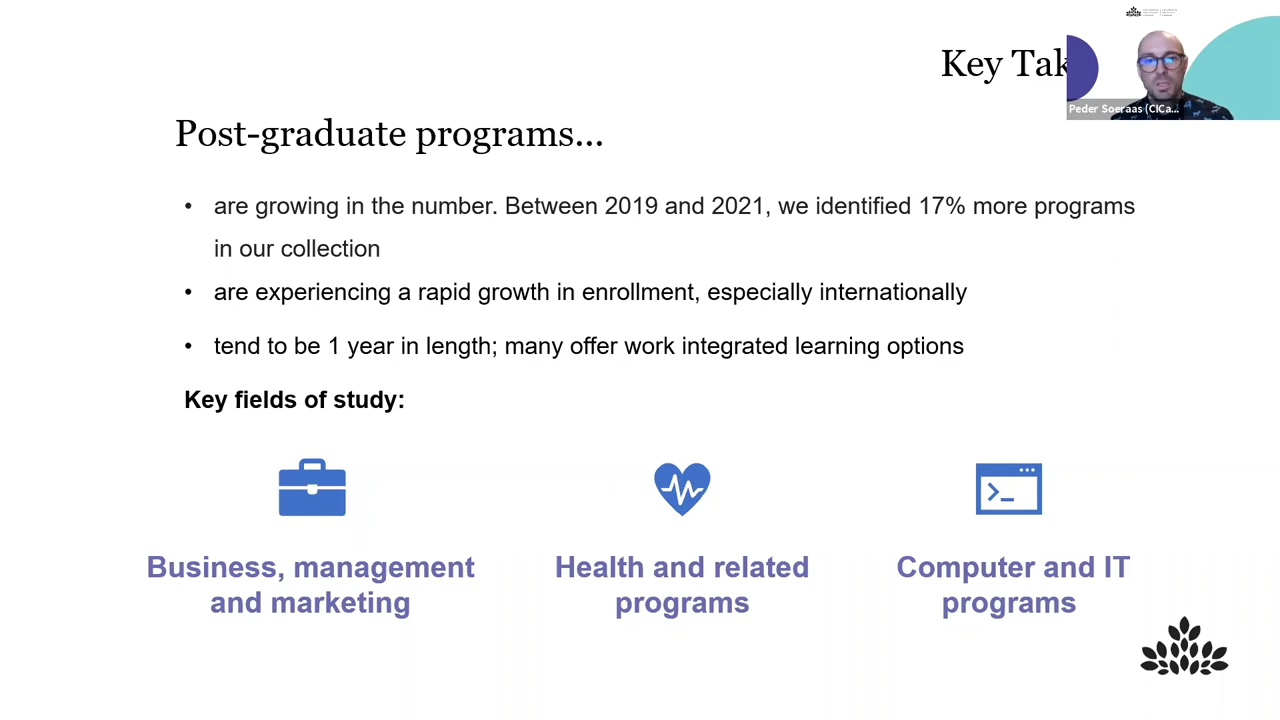 Key Tak
Peder Soeraas (CICa...
Post-graduate programs...
• are growing in the number. Between 2019 and 2021, we identified 17% more programs
in our collection
• are experiencing a rapid growth in enrollment, especially internationally
• tend to be 1 year in length; many offer work integrated learning options
Key fields of study:
Business, management
and marketing
Health and related
programs
Computer and IT
programs